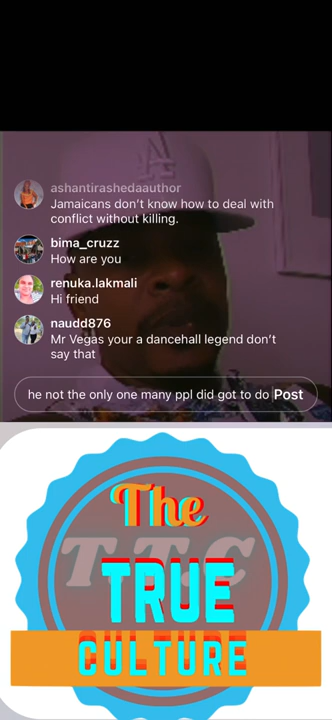 LA
ashantirashedaauthor
Jamaicans don’t know how to deal with
conflict without killing.
bima_cruzz
How are you
renuka.lakmali
Hi friend
naudd876
Mr Vegas your a dancehall legend don’t
say that
he not the only one many ppl did got to do Post
The
T.T.C
TRUE
CULTURE